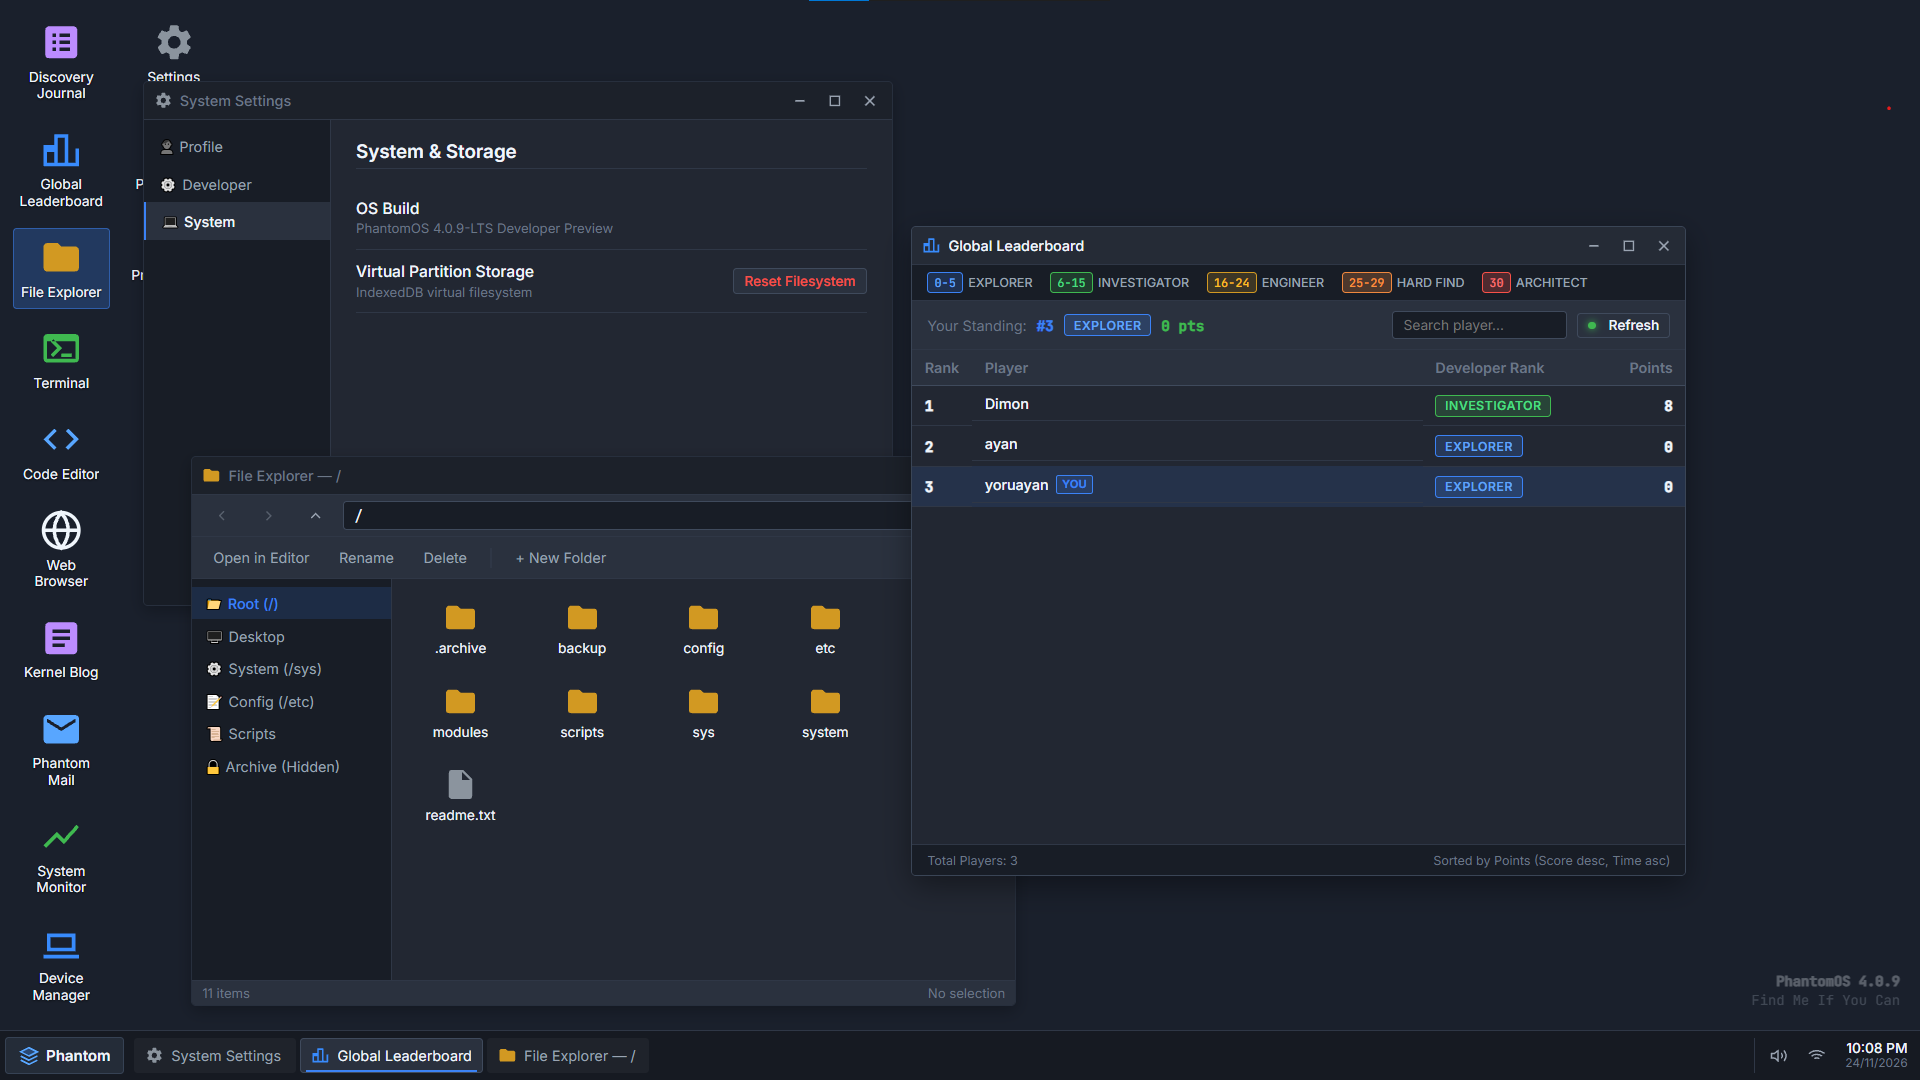 Discovery
Journal
Settings
Global
Leaderboard
P
File Explorer
Pr
Terminal
Code Editor
Web
Browser
Kernel Blog
Phantom
Mail
System
Monitor
Device
Manager
System Settings
Profile
Developer
System
System & Storage
OS Build
PhantomOS 4.0.9-LTS Developer Preview
Virtual Partition Storage
IndexedDB virtual filesystem
Reset Filesystem
File Explorer — /
/
Open in Editor Rename Delete + New Folder
Root (/)
Desktop
System (/sys)
Config (/etc)
Scripts
Archive (Hidden)
.archive backup config etc
modules scripts sys system
readme.txt
11 items No selection
Global Leaderboard
0-5 EXPLORER 6-15 INVESTIGATOR 16-24 ENGINEER 25-29 HARD FIND 30 ARCHITECT
Your Standing: #3 EXPLORER 0 pts Search player... Refresh
Rank Player Developer Rank Points
1 Dimon INVESTIGATOR 8
2 ayan EXPLORER 0
3 yoruayan YOU EXPLORER 0
Total Players: 3 Sorted by Points (Score desc, Time asc)
PhantomOS 4.0.9
Find Me If You Can
Phantom System Settings Global Leaderboard File Explorer — / 10:08 PM
24/11/2026